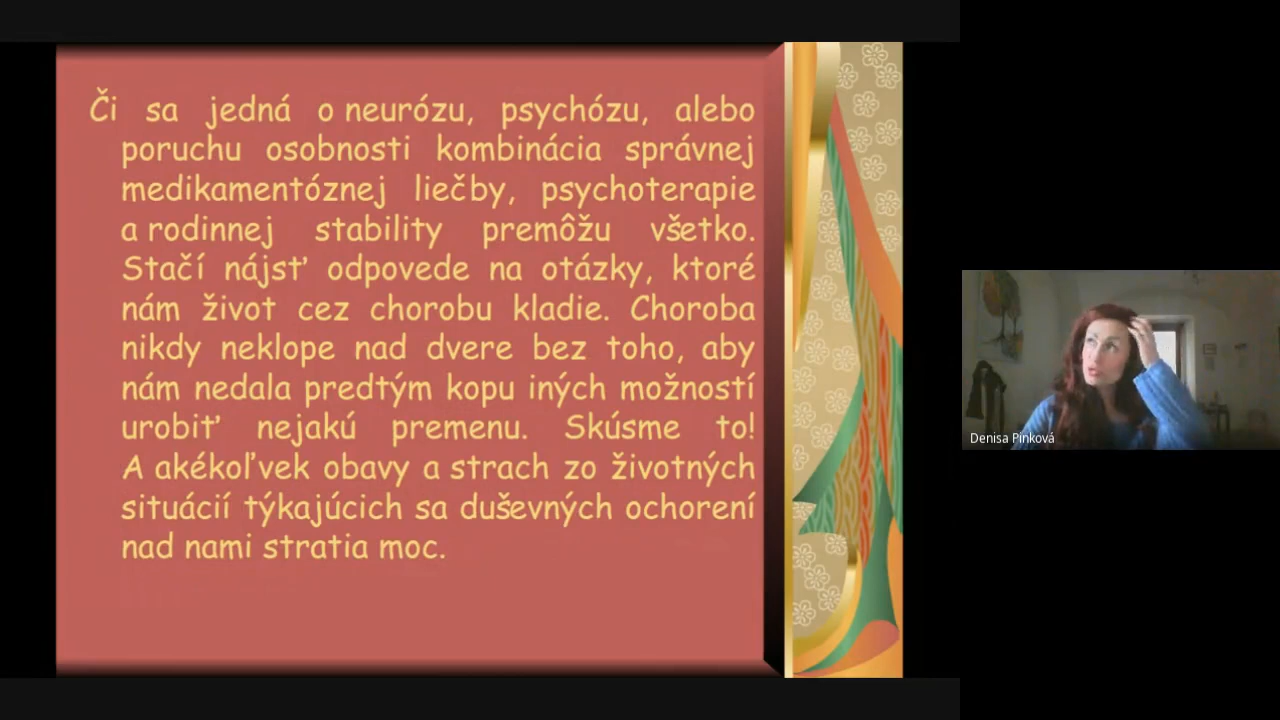 Či sa jedná o neurózu, psychózu, alebo
poruchu osobnosti kombinácia správnej
medikamentóznej liečby, psychoterapie
a rodinnej stability premôžu všetko.
Stačí nájsť odpovede na otázky, ktoré
nám život cez chorobu kladie. Choroba
nikdy neklope nad dvere bez toho, aby
nám nedala predtým kopu iných možností
urobiť nejakú premenu. Skúsme to!
A akékoľvek obavy a strach zo životných
situácií týkajúcich sa duševných ochorení
nad nami stratia moc.
Denisa Pinková